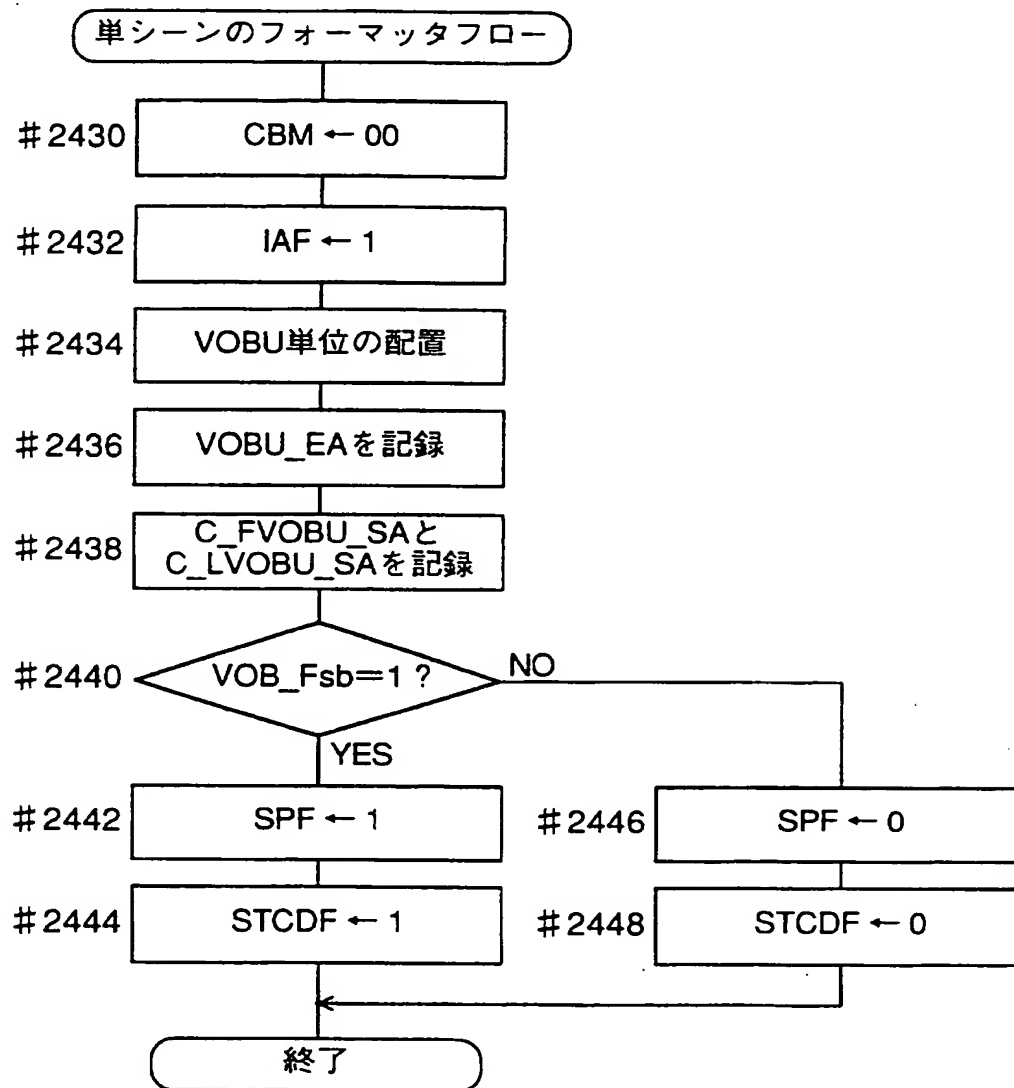 単シーンのフォーマッタフロー
#2430 CBM ← 00
#2432 IAF ← 1
#2434 VOBU単位の配置
#2436 VOBU_EAを記録
#2438 C_FVOBU_SAと
C_LVOBU_SAを記録
#2440 VOB_Fsb=1 ? NO
YES
#2442 SPF ← 1 #2446 SPF ← 0
#2444 STCDF ← 1 #2448 STCDF ← 0
終了